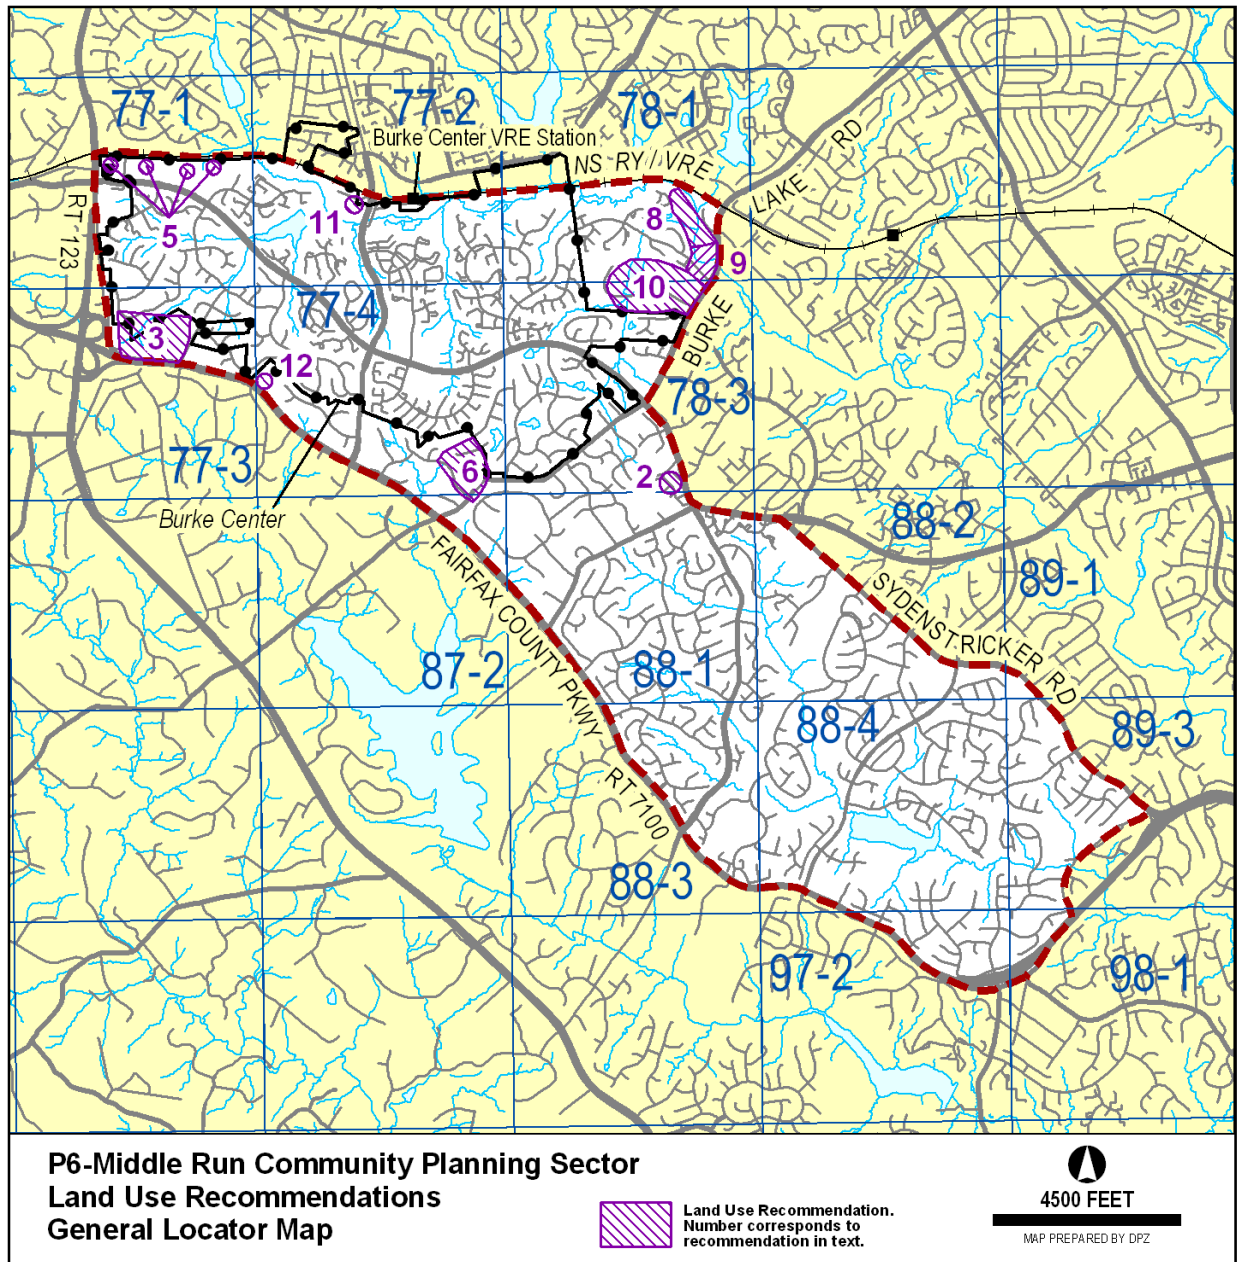 77-1
77-2
78-1
Burke Center VRE Station
NS RY / VRE
LAKE RD
RT 123
5
11
8
9
10
77-4
3
12
BURKE
78-3
77-3
6
2
Burke Center
88-2
FAIRFAX COUNTY PKWY
SYDENSTRICKER RD
89-1
87-2
88-1
88-4
89-3
RT 7100
88-3
97-2
98-1
P6-Middle Run Community Planning Sector
Land Use Recommendations
General Locator Map
Land Use Recommendation.
Number corresponds to
recommendation in text.
4500 FEET
MAP PREPARED BY DPZ